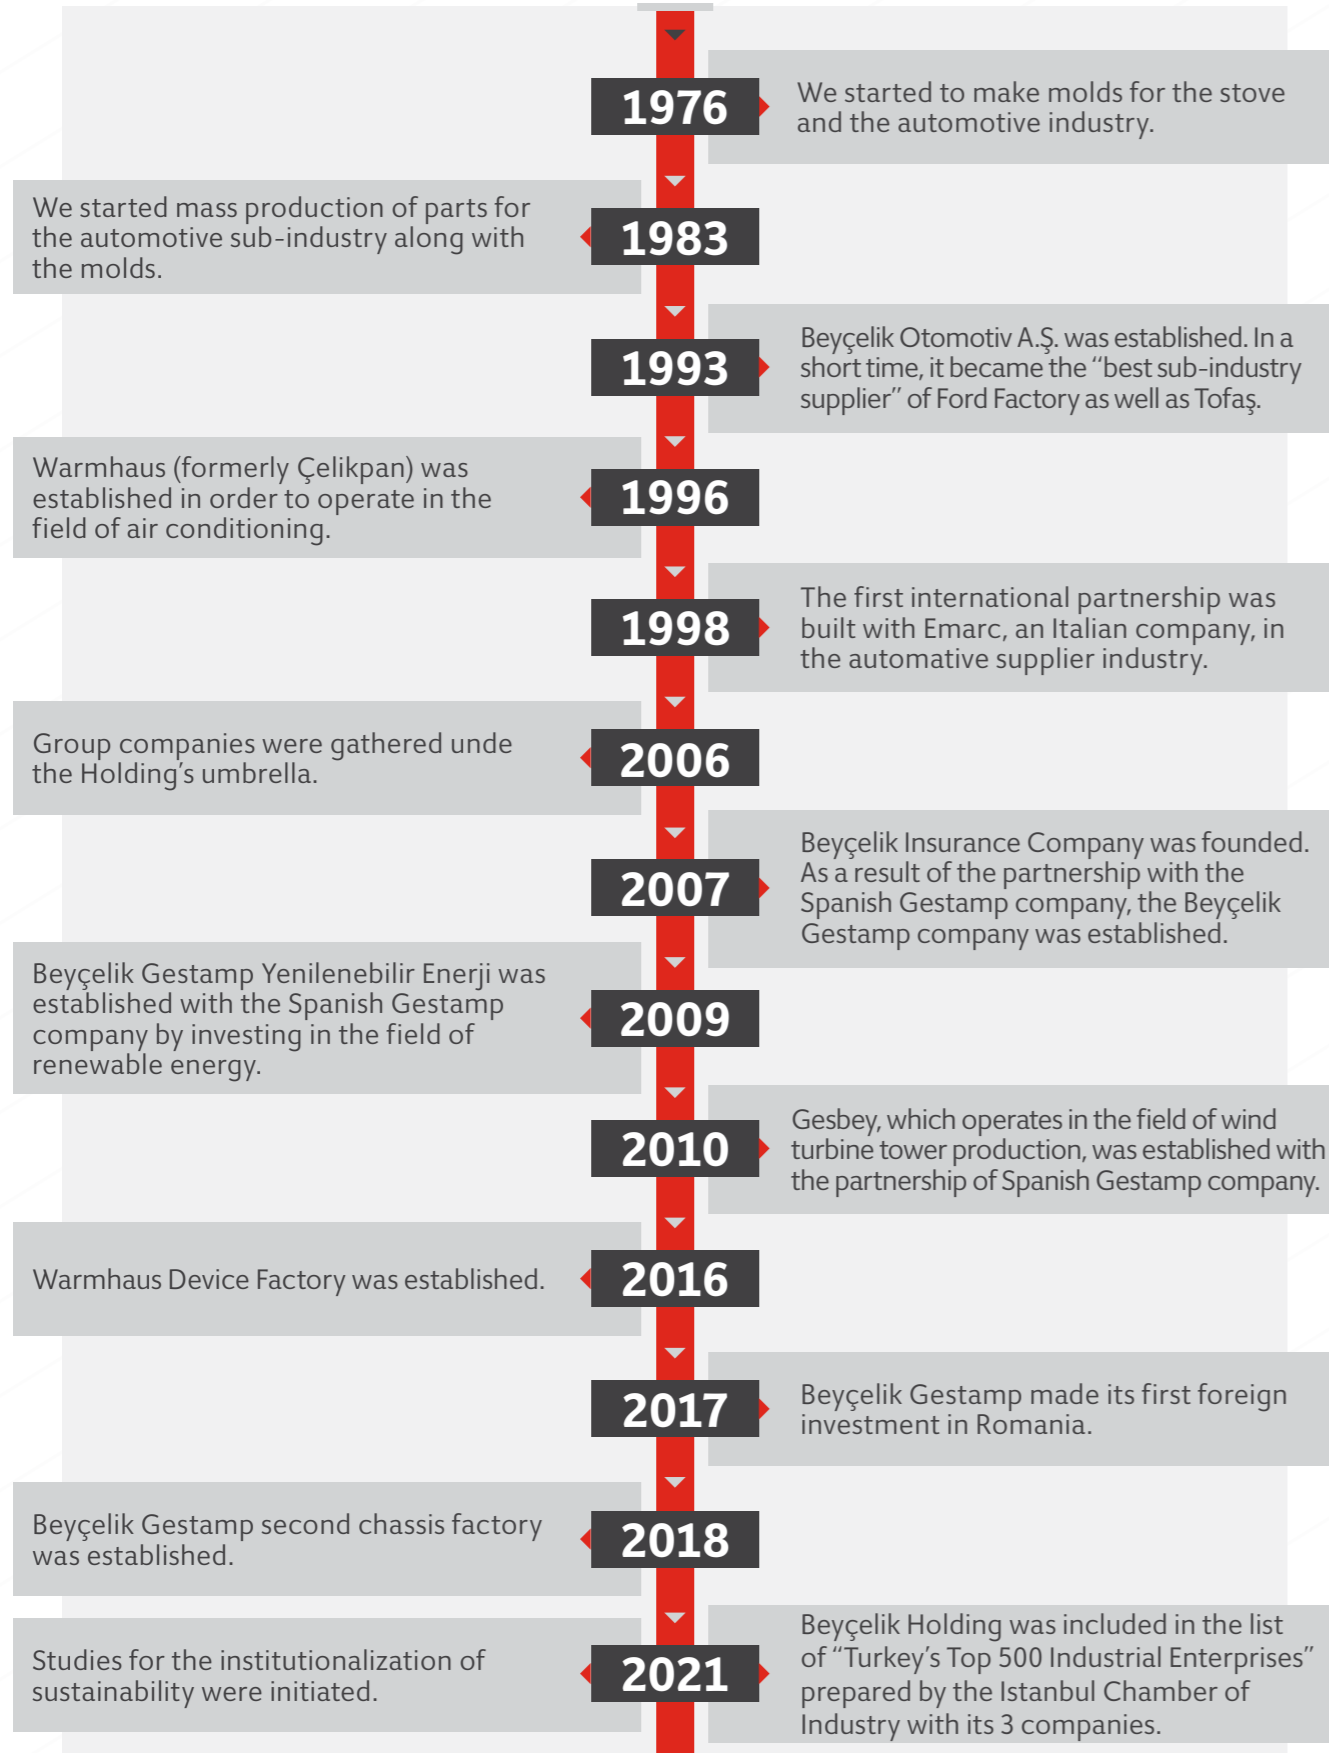 1976
We started to make molds for the stove
and the automotive industry.
We started mass production of parts for
the automotive sub-industry along with
the molds.
1983
1993
Beyçelik Otomotiv A.Ş. was established. In a
short time, it became the “best sub-industry
supplier” of Ford Factory as well as Tofaş.
Warmhaus (formerly Çelikpan) was
established in order to operate in the
field of air conditioning.
1996
1998
The first international partnership was
built with Emarc, an Italian company, in
the automative supplier industry.
Group companies were gathered unde
the Holding’s umbrella.
2006
2007
Beyçelik Insurance Company was founded.
As a result of the partnership with the
Spanish Gestamp company, the Beyçelik
Gestamp company was established.
Beyçelik Gestamp Yenilenebilir Enerji was
established with the Spanish Gestamp
company by investing in the field of
renewable energy.
2009
2010
Gesbey, which operates in the field of wind
turbine tower production, was established with
the partnership of Spanish Gestamp company.
Warmhaus Device Factory was established.
2016
2017
Beyçelik Gestamp made its first foreign
investment in Romania.
Beyçelik Gestamp second chassis factory
was established.
2018
Studies for the institutionalization of
sustainability were initiated.
2021
Beyçelik Holding was included in the list
of “Turkey’s Top 500 Industrial Enterprises”
prepared by the Istanbul Chamber of
Industry with its 3 companies.